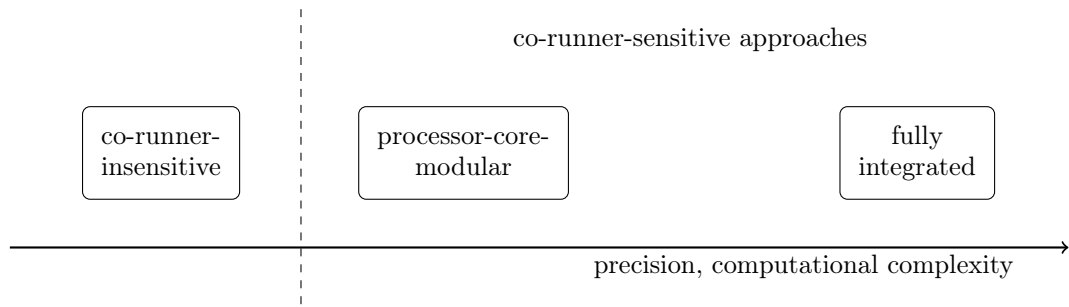 co-runner-sensitive approaches
co-runner-
insensitive
processor-core-
modular
fully
integrated
precision, computational complexity